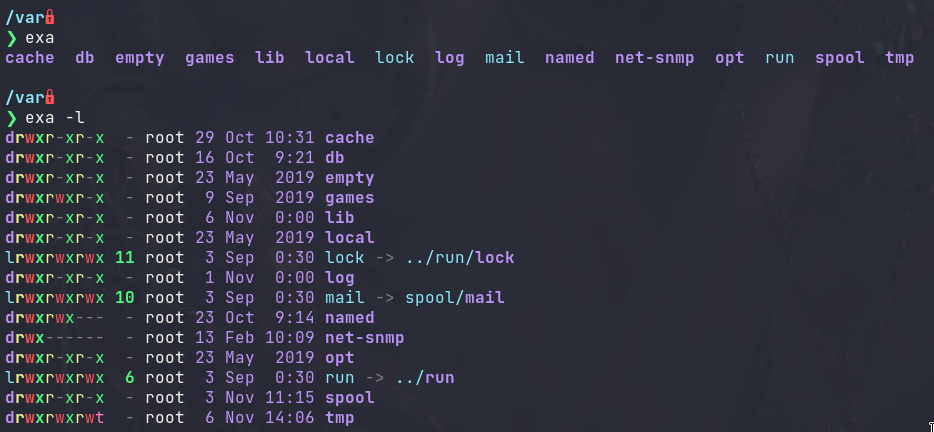 /var
❯ exa
cache  db  empty  games  lib  local  lock  log  mail  named  net-snmp  opt  run  spool  tmp
/var
❯ exa -l
drwxr-xr-x  - root 29 Oct 10:31 cache
drwxr-xr-x  - root 16 Oct  9:21 db
drwxr-xr-x  - root 23 May  2019 empty
drwxrwxr-x  - root  9 Sep  2019 games
drwxr-xr-x  - root  6 Nov  0:00 lib
drwxr-xr-x  - root 23 May  2019 local
lrwxrwxrwx 11 root  3 Sep  0:30 lock -> ../run/lock
drwxr-xr-x  - root  1 Nov  0:00 log
lrwxrwxrwx 10 root  3 Sep  0:30 mail -> spool/mail
drwxrwx---  - root 23 Oct  9:14 named
drwx------  - root 13 Feb 10:09 net-snmp
drwxr-xr-x  - root 23 May  2019 opt
lrwxrwxrwx  6 root  3 Sep  0:30 run -> ../run
drwxr-xr-x  - root  3 Nov 11:15 spool
drwxrwxrwt  - root  6 Nov 14:06 tmp